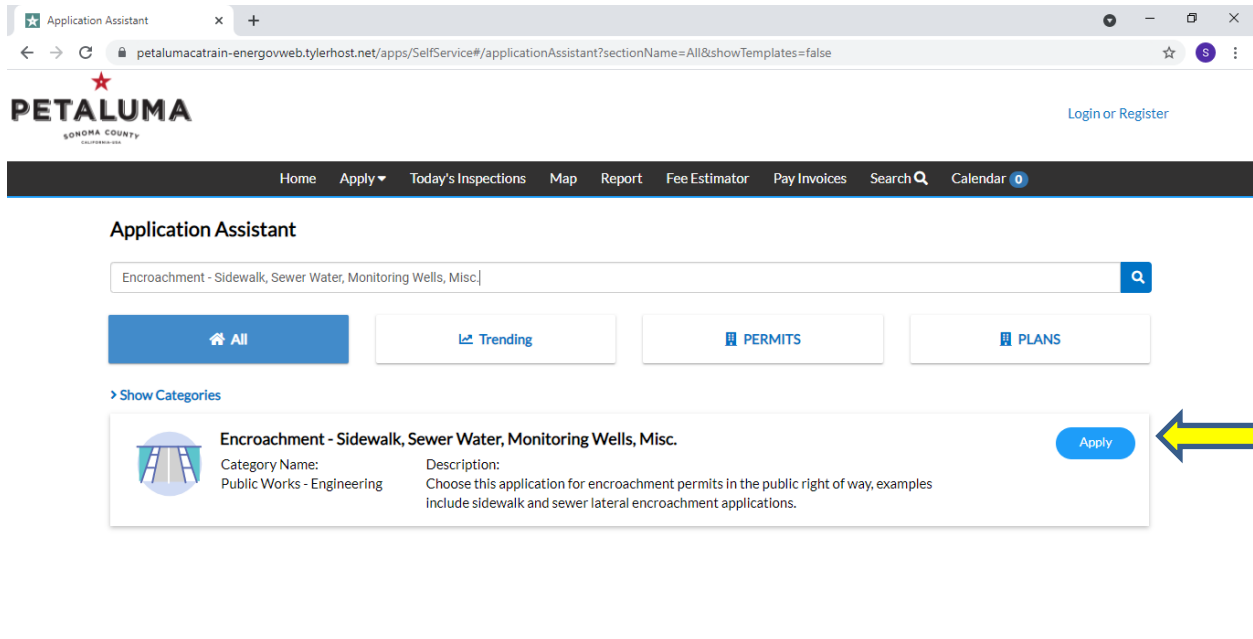 Application Assistant
petalumacatrain-energovweb.tylerhost.net/apps/SelfService#/applicationAssistant?sectionName=All&showTemplates=false
S
PETALUMA
SONOMA COUNTY
CALIFORNIA·USA
Login or Register
Home Apply Today's Inspections Map Report Fee Estimator Pay Invoices Search Calendar 0
Application Assistant
Encroachment - Sidewalk, Sewer Water, Monitoring Wells, Misc.
All Trending PERMITS PLANS
Show Categories
Encroachment - Sidewalk, Sewer Water, Monitoring Wells, Misc.
Apply
Category Name: Description:
Public Works - Engineering Choose this application for encroachment permits in the public right of way, examples
include sidewalk and sewer lateral encroachment applications.